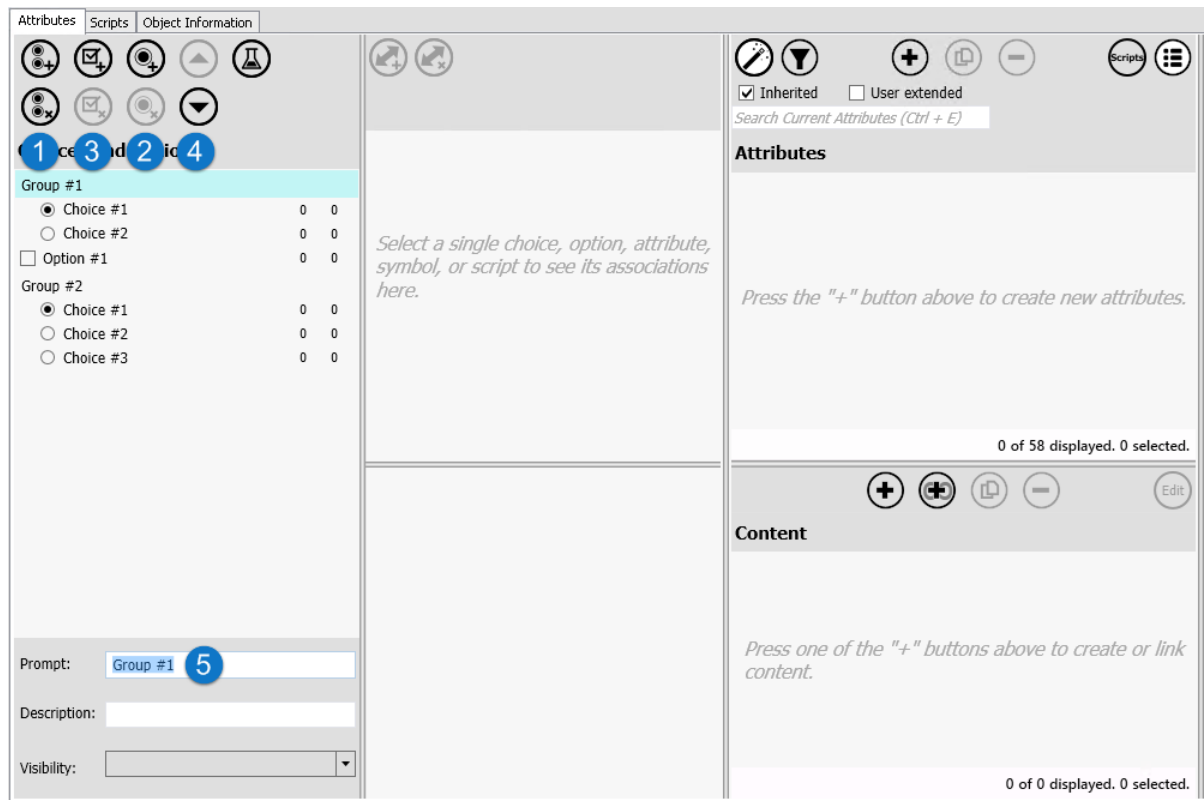 Attributes Scripts Object Information
Scripts
Inherited User extended
Search Current Attributes (Ctrl + E)
1 3 2 4
Attributes
Group #1
Choice #1 0 0
Choice #2 0 0
Option #1 0 0
Group #2
Choice #1 0 0
Choice #2 0 0
Choice #3 0 0
Select a single choice, option, attribute,
symbol, or script to see its associations
here.
Press the "+" button above to create new attributes.
0 of 58 displayed. 0 selected.
Edit
Content
Press one of the "+" buttons above to create or link
content.
Prompt: Group #1 5
Description:
Visibility:
0 of 0 displayed. 0 selected.